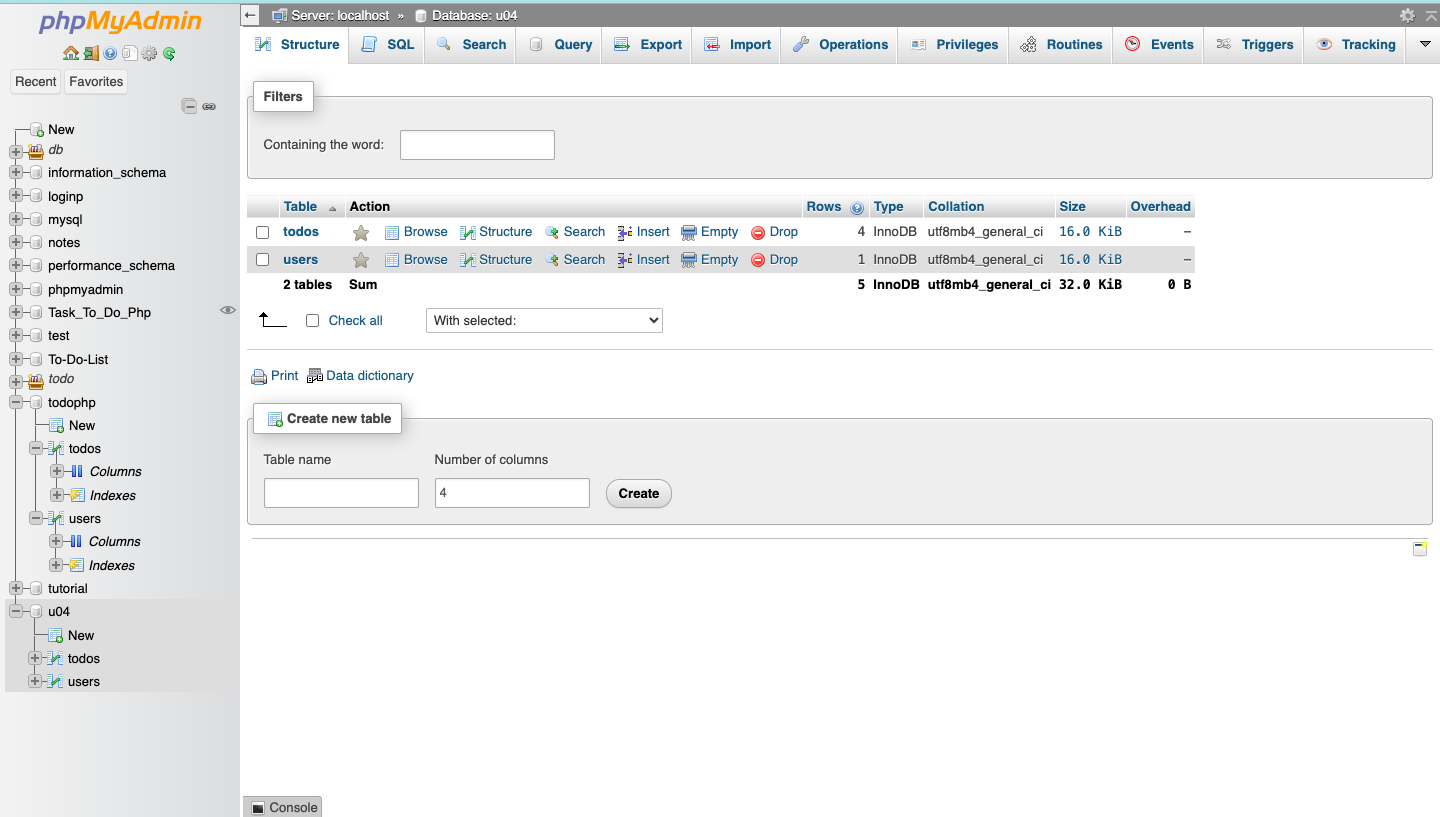 phpMyAdmin
Recent Favorites
New
db
information_schema
loginp
mysql
notes
performance_schema
phpmyadmin
Task_To_Do_Php
test
To-Do-List
todo
todophp
New
todos
Columns
Indexes
users
Columns
Indexes
tutorial
u04
New
todos
users
Server: localhost » Database: u04
Structure SQL Search Query Export Import Operations Privileges Routines Events Triggers Tracking
Filters
Containing the word:
Table Action Rows Type Collation Size Overhead
todos Browse Structure Search Insert Empty Drop 4 InnoDB utf8mb4_general_ci 16.0 KiB –
users Browse Structure Search Insert Empty Drop 1 InnoDB utf8mb4_general_ci 16.0 KiB –
2 tables Sum 5 InnoDB utf8mb4_general_ci 32.0 KiB 0 B
Check all With selected:
Print Data dictionary
Create new table
Table name Number of columns
4 Create
Console